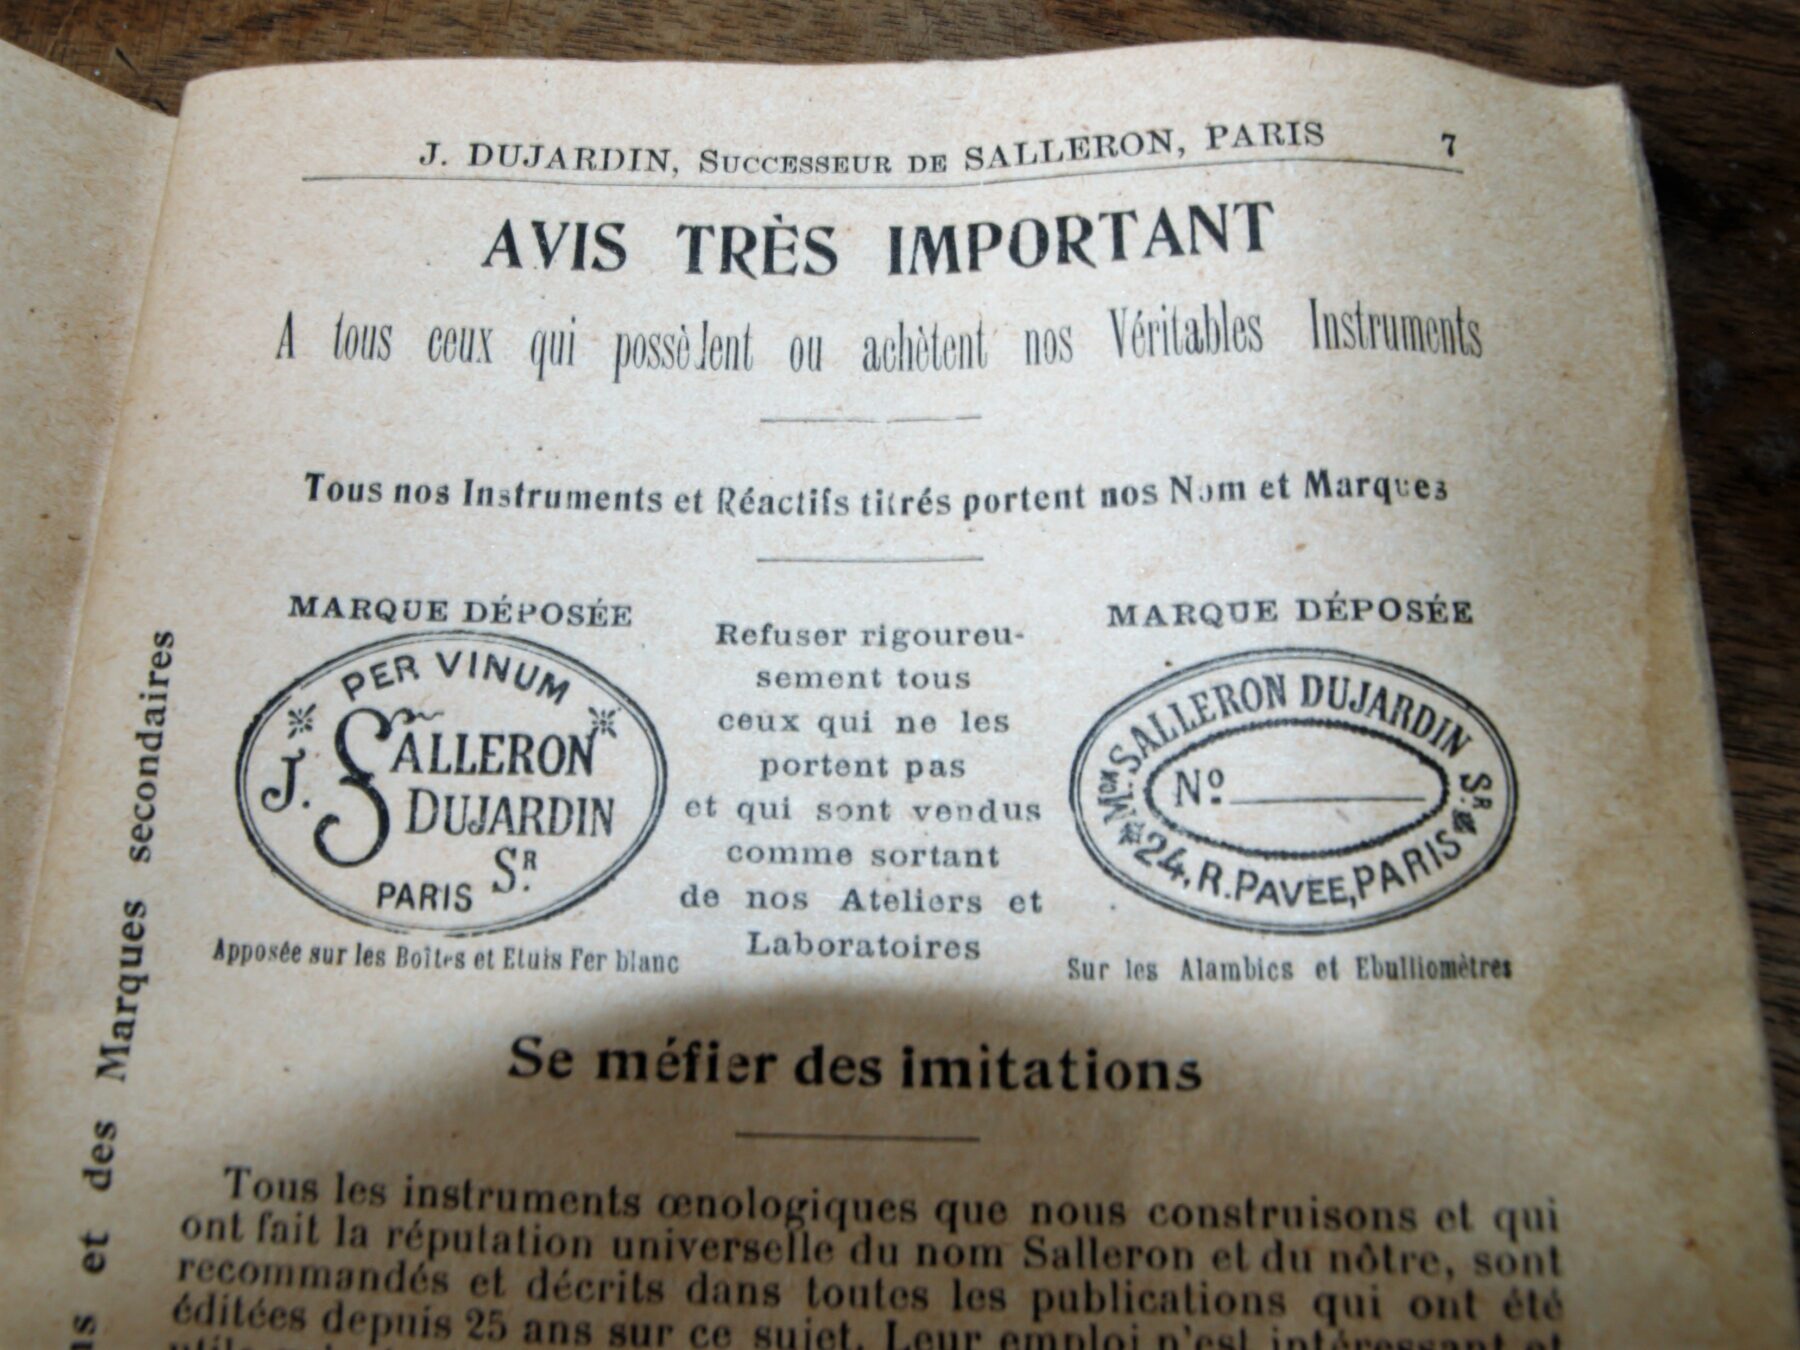 J. DUJARDIN, SUCCESSEUR DE SALLERON, PARIS 7
AVIS TRÈS IMPORTANT
A tous ceux qui possèdent ou achètent nos Véritables Instruments
Tous nos Instruments et Réactifs titrés portent nos Nom et Marques
MARQUE DÉPOSÉE
PER VINUM
J. SALLERON
DUJARDIN
SR.
PARIS
Apposée sur les Boîtes et Etuis Fer blanc
Refuser rigoureu-
sement tous
ceux qui ne les
portent pas
et qui sont vendus
comme sortant
de nos Ateliers et
Laboratoires
MARQUE DÉPOSÉE
Mon. SALLERON DUJARDIN SR.
No
24, R. PAVEE, PARIS
Sur les Alambics et Ebulliomètres
Se méfier des imitations
Tous les instruments œnologiques que nous construisons et qui
ont fait la réputation universelle du nom Salleron et du nôtre, sont
recommandés et décrits dans toutes les publications qui ont été
éditées depuis 25 ans sur ce sujet. Leur emploi n'est intéressant et
et des Marques secondaires